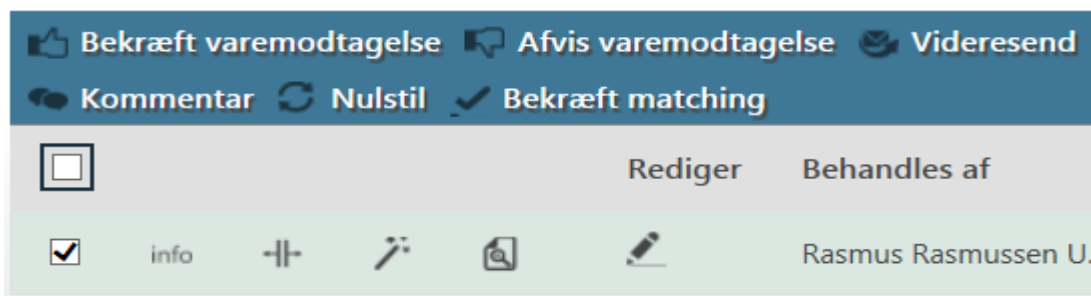 Bekræft varemodtagelse Afvis varemodtagelse Videresend
Kommentar Nulstil Bekræft matching
Rediger Behandles af
info Rasmus Rasmussen U.